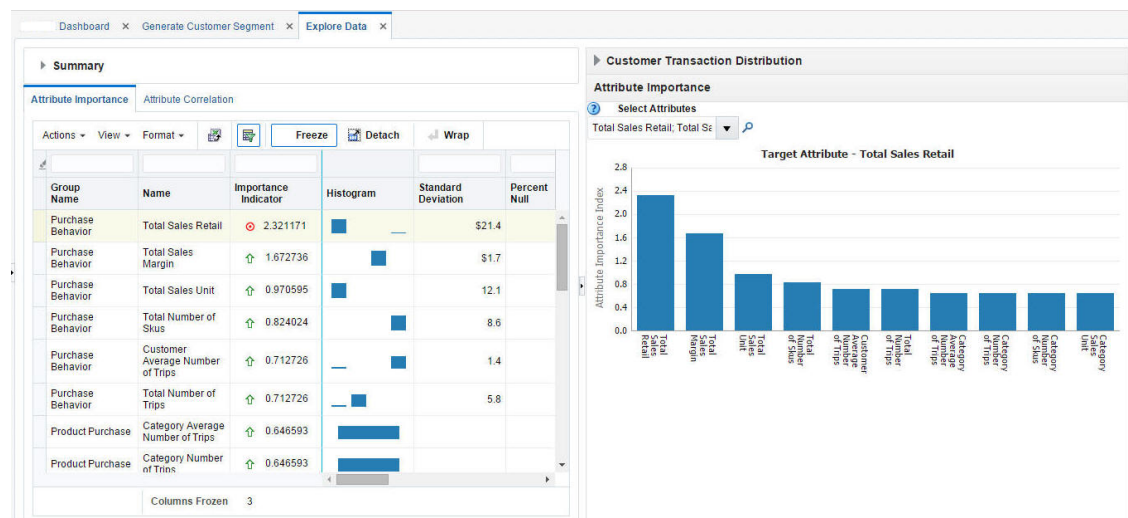 Dashboard × Generate Customer Segment × Explore Data ×
Summary
Attribute Importance Attribute Correlation
Actions View Format Freeze Detach Wrap
Group Name Name Importance Indicator Histogram Standard Deviation Percent Null
Purchase Behavior Total Sales Retail 2.321171 $21.4
Purchase Behavior Total Sales Margin 1.672736 $1.7
Purchase Behavior Total Sales Unit 0.970595 12.1
Purchase Behavior Total Number of Skus 0.824024 8.6
Purchase Behavior Customer Average Number of Trips 0.712726 1.4
Purchase Behavior Total Number of Trips 0.712726 5.8
Product Purchase Category Average Number of Trips 0.646593
Product Purchase Category Number of Trips 0.646593
Columns Frozen 3
Customer Transaction Distribution
Attribute Importance
? Select Attributes
Total Sales Retail; Total Sa
Target Attribute - Total Sales Retail
Attribute Importance Index
2.8
2.4
2.0
1.6
1.2
0.8
0.4
0.0
Total Sales Retail
Total Sales Margin
Total Sales Unit
Total Number of Skus
Customer Average Number of Trips
Total Number of Trips
Category Average Number of Trips
Category Number of Trips
Category Number of Skus
Category Sales Unit